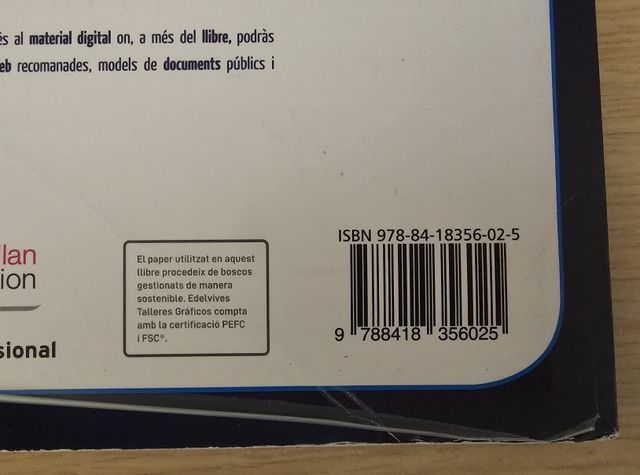 és al material digital on, a més del llibre, podràs
eb recomanades, models de documents públics i
lan
ion
sional
El paper utilitzat en aquest
llibre procedeix de boscos
gestionats de manera
sostenible. Edelvives
Talleres Gráficos compta
amb la certificació PEFC
i FSC®.
ISBN 978-84-18356-02-5
9 788418 356025